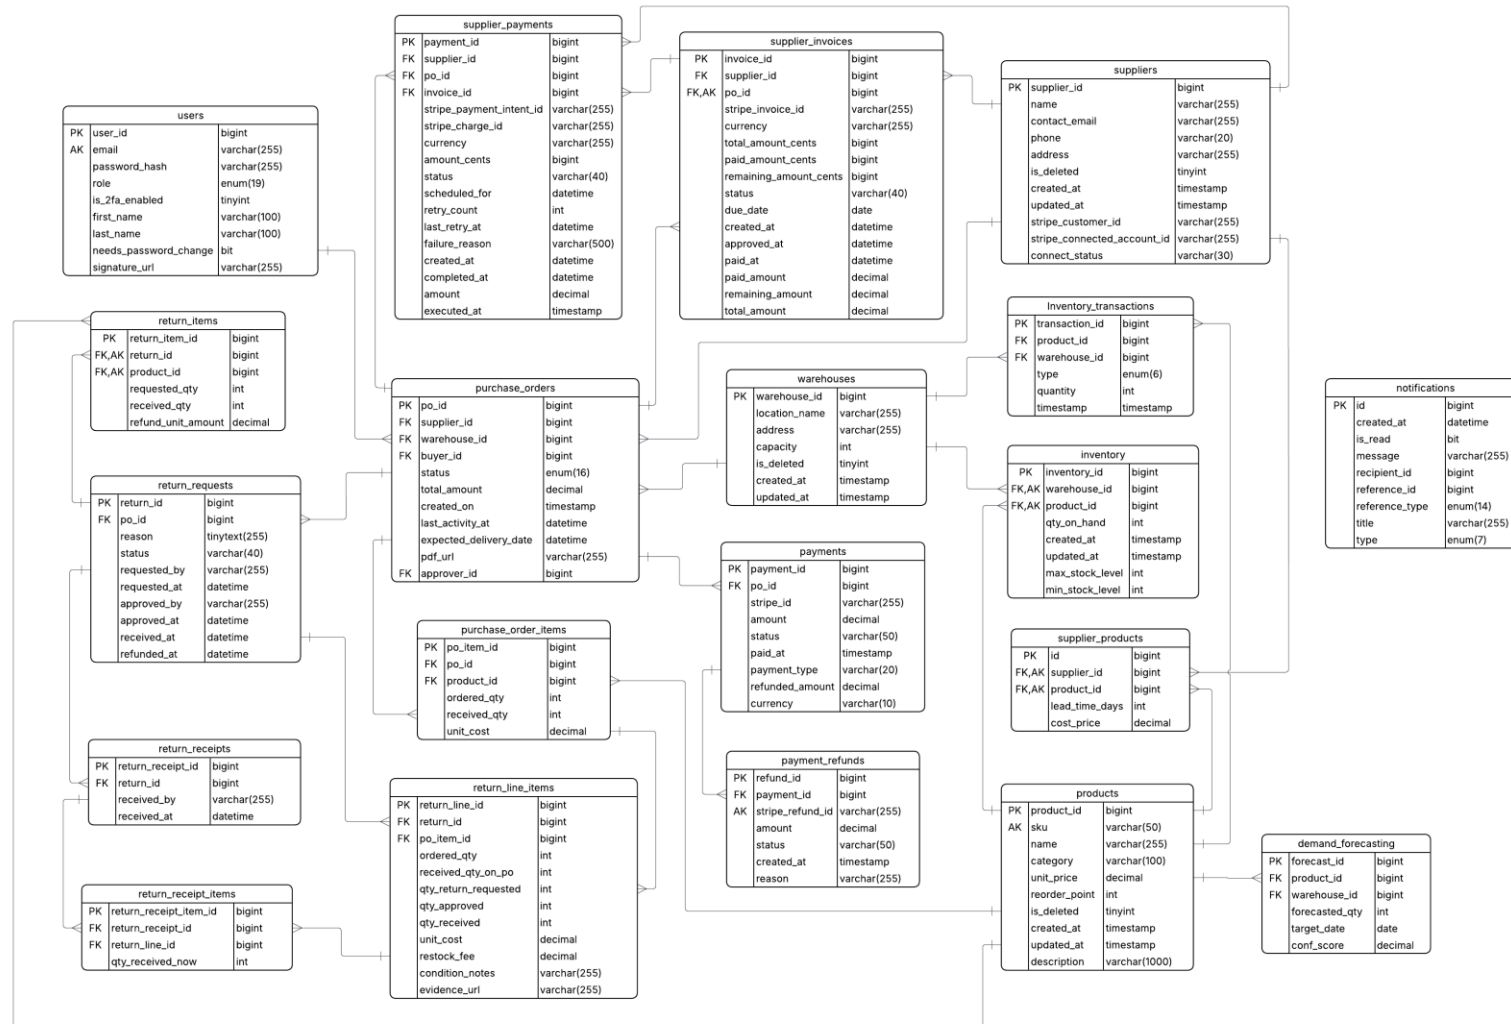 supplier_payments
PK payment_id bigint
FK supplier_id bigint
FK po_id bigint
FK invoice_id bigint
stripe_payment_intent_id varchar(255)
stripe_charge_id varchar(255)
currency varchar(255)
amount_cents bigint
status varchar(40)
scheduled_for datetime
retry_count int
last_retry_at datetime
failure_reason varchar(500)
created_at datetime
completed_at datetime
amount decimal
executed_at timestamp
supplier_invoices
PK invoice_id bigint
FK supplier_id bigint
FK,AK po_id bigint
stripe_invoice_id varchar(255)
currency varchar(255)
total_amount_cents bigint
paid_amount_cents bigint
remaining_amount_cents bigint
status varchar(40)
due_date date
created_at datetime
approved_at datetime
paid_at datetime
paid_amount decimal
remaining_amount decimal
total_amount decimal
suppliers
PK supplier_id bigint
name varchar(255)
contact_email varchar(255)
phone varchar(20)
address varchar(255)
is_deleted tinyint
created_at timestamp
updated_at timestamp
stripe_customer_id varchar(255)
stripe_connected_account_id varchar(255)
connect_status varchar(30)
users
PK user_id bigint
AK email varchar(255)
password_hash varchar(255)
role enum(19)
is_2fa_enabled tinyint
first_name varchar(100)
last_name varchar(100)
needs_password_change bit
signature_url varchar(255)
return_items
PK return_item_id bigint
FK,AK return_id bigint
FK,AK product_id bigint
requested_qty int
received_qty int
refund_unit_amount decimal
purchase_orders
PK po_id bigint
FK supplier_id bigint
FK warehouse_id bigint
FK buyer_id bigint
status enum(16)
total_amount decimal
created_on timestamp
last_activity_at datetime
expected_delivery_date datetime
pdf_url varchar(255)
FK approver_id bigint
warehouses
PK warehouse_id bigint
location_name varchar(255)
address varchar(255)
capacity int
is_deleted tinyint
created_at timestamp
updated_at timestamp
Inventory_transactions
PK transaction_id bigint
FK product_id bigint
FK warehouse_id bigint
type enum(6)
quantity int
timestamp timestamp
notifications
PK id bigint
created_at datetime
is_read bit
message varchar(255)
recipient_id bigint
reference_id bigint
reference_type enum(14)
title varchar(255)
type enum(7)
inventory
PK inventory_id bigint
FK,AK warehouse_id bigint
FK,AK product_id bigint
qty_on_hand int
created_at timestamp
updated_at timestamp
max_stock_level int
min_stock_level int
return_requests
PK return_id bigint
FK po_id bigint
reason tinytext(255)
status varchar(40)
requested_by varchar(255)
requested_at datetime
approved_by varchar(255)
approved_at datetime
received_at datetime
refunded_at datetime
purchase_order_items
PK po_item_id bigint
FK po_id bigint
FK product_id bigint
ordered_qty int
received_qty int
unit_cost decimal
payments
PK payment_id bigint
FK po_id bigint
stripe_id varchar(255)
amount decimal
status varchar(50)
paid_at timestamp
payment_type varchar(20)
refunded_amount decimal
currency varchar(10)
supplier_products
PK id bigint
FK,AK supplier_id bigint
FK,AK product_id bigint
lead_time_days int
cost_price decimal
return_receipts
PK return_receipt_id bigint
FK return_id bigint
received_by varchar(255)
received_at datetime
return_line_items
PK return_line_id bigint
FK return_id bigint
FK po_item_id bigint
ordered_qty int
received_qty_on_po int
qty_return_requested int
qty_approved int
qty_received int
unit_cost decimal
restock_fee decimal
condition_notes varchar(255)
evidence_url varchar(255)
payment_refunds
PK refund_id bigint
FK payment_id bigint
AK stripe_refund_id varchar(255)
amount decimal
status varchar(50)
created_at timestamp
reason varchar(255)
products
PK product_id bigint
AK sku varchar(50)
name varchar(255)
category varchar(100)
unit_price decimal
reorder_point int
is_deleted tinyint
created_at timestamp
updated_at timestamp
description varchar(1000)
demand_forecasting
PK forecast_id bigint
FK product_id bigint
FK warehouse_id bigint
forecasted_qty int
target_date date
conf_score decimal
return_receipt_items
PK return_receipt_item_id bigint
FK return_receipt_id bigint
FK return_line_id bigint
qty_received_now int